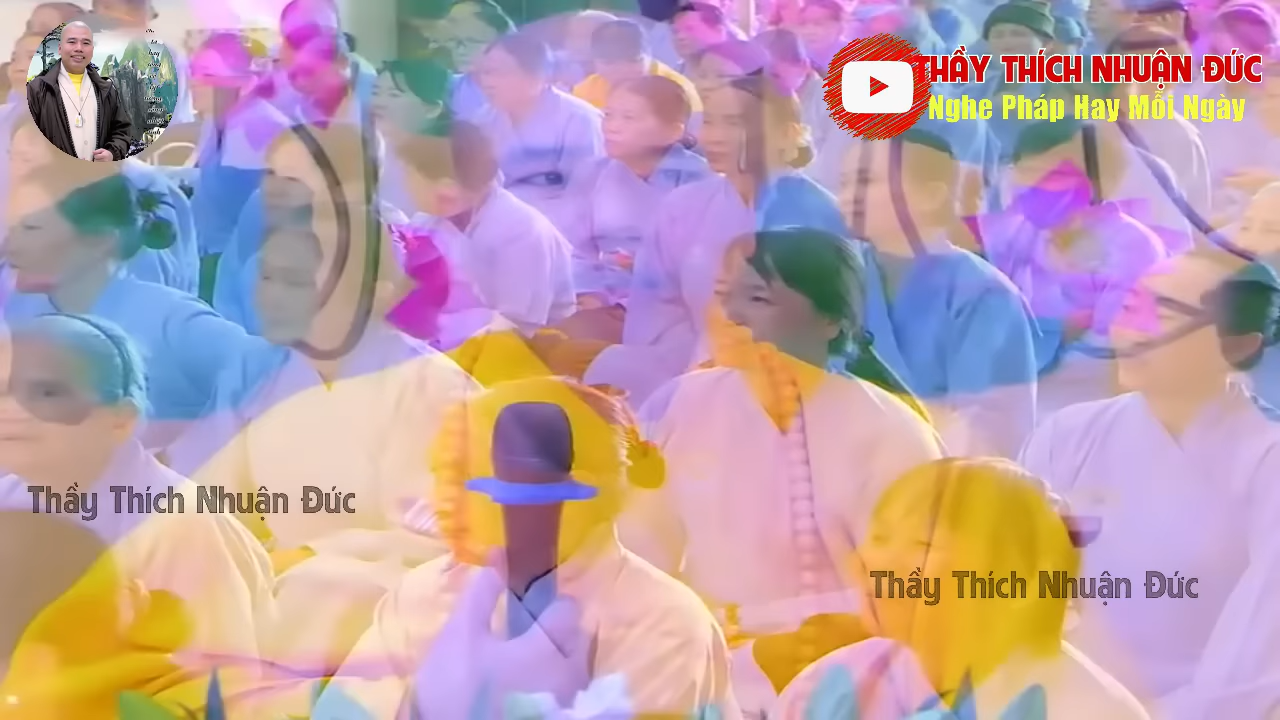 THẦY THÍCH NHUẬN ĐỨC
Nghe Pháp Hay Mỗi Ngày
Thầy Thích Nhuận Đức
Thầy Thích Nhuận Đức